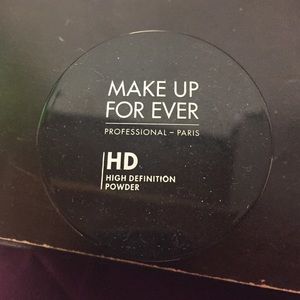 MAKE UP
FOR EVER
PROFESSIONAL – PARIS
HD
HIGH DEFINITION
POWDER